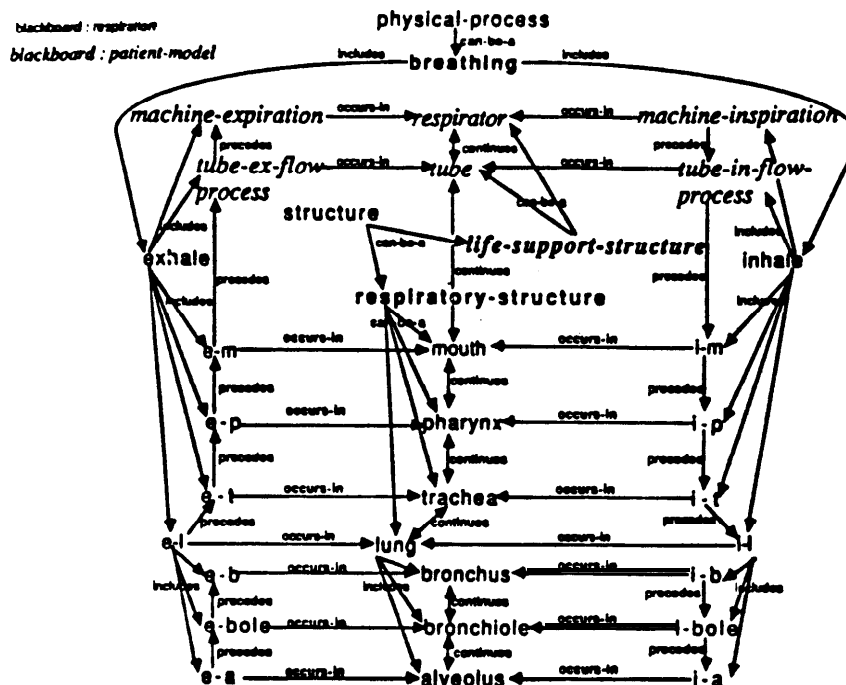 physical-process
blackboard : respiration
can-be-a
blackboard : patient-model
includes includes
breathing
machine-expiration occurs-in respirator occurs-in machine-inspiration
precedes continues precedes
tube-ex-flow- occurs-in tube occurs-in tube-in-flow-
process process
can-be-a
structure
includes can-be-a life-support-structure includes
exhale inhale
continues
precedes precedes
respiratory-structure
includes includes
can-be-a
e-m occurs-in mouth occurs-in i-m
precedes continues precedes
e-p occurs-in pharynx occurs-in i-p
precedes continues precedes
e-t occurs-in trachea occurs-in i-t
precedes continues precedes
e-l occurs-in lung occurs-in i-l
e-b occurs-in bronchus occurs-in i-b
includes includes includes
precedes continues precedes
e-bole occurs-in bronchiole occurs-in i-bole
precedes continues precedes
e-a occurs-in alveolus occurs-in i-a